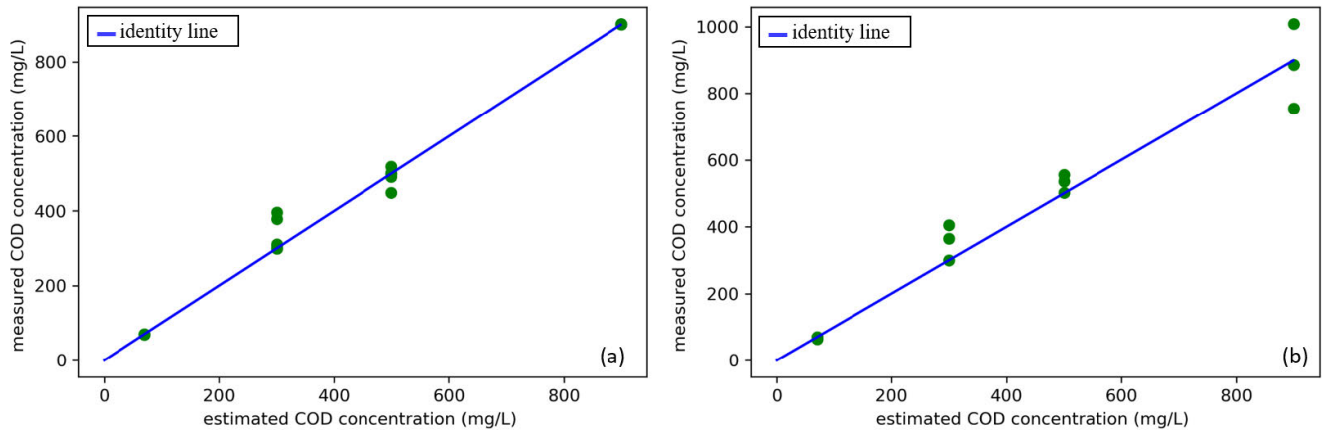 identity line
800
600
400
200
0
measured COD concentration (mg/L)
0 200 400 600 800
estimated COD concentration (mg/L)
(a)
identity line
1000
800
600
400
200
0
measured COD concentration (mg/L)
0 200 400 600 800
estimated COD concentration (mg/L)
(b)